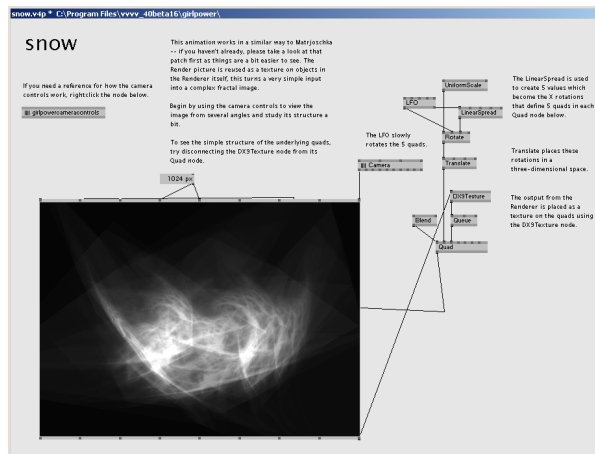 snow.v4p * C:\Program Files\vvvv_40beta16\girlpower\
snow
If you need a reference for how the camera
controls work, rightclick the node below.
girlpowercameracontrols
This animation works in a similar way to Matrjoschka
-- if you haven't already, please take a look at that
patch first as things are a bit easier to see. The
Render picture is reused as a texture on objects in
the Renderer itself, this turns a very simple input
into a complex fractal image.
Begin by using the camera controls to view the
image from several angles and study its structure a
bit.
To see the simple structure of the underlying quads,
try disconnecting the DX9Texture node from its
Quad node.
1024 px
The LFO slowly
rotates the 5 quads.
Camera
UniformScale
LFO
LinearSpread
Rotate
Translate
DX9Texture
Blend
Queue
Quad
The LinearSpread is used
to create 5 values which
become the X rotations
that define 5 quads in each
Quad node below.
Translate places these
rotations in a
three-dimensional space.
The output from the
Renderer is placed as a
texture on the quads using
the DX9Texture node.